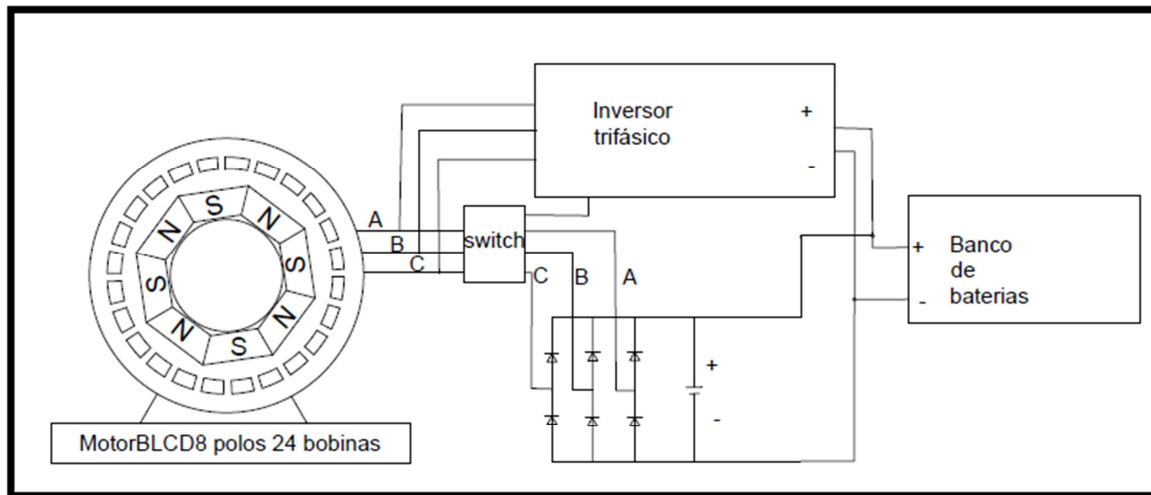 Inversor
trifásico
+
-
A
B
C
switch
S
N
S
N
S
N
S
N
C
B
A
+
-
Banco
de
baterias
+
-
MotorBLCD8 polos 24 bobinas